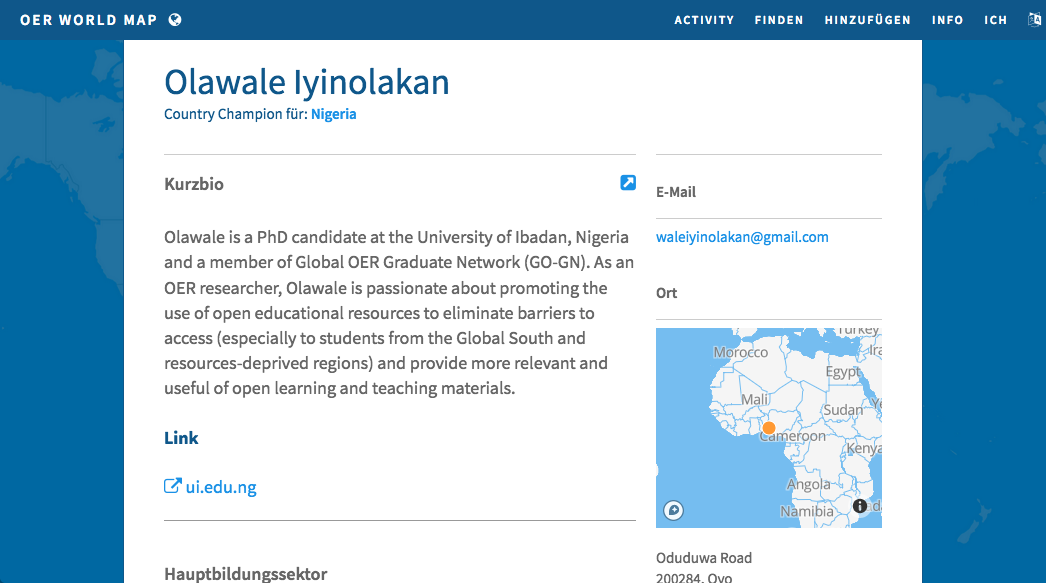 OER WORLD MAP
ACTIVITY FINDEN HINZUFÜGEN INFO ICH
Olawale Iyinolakan
Country Champion für: Nigeria
Kurzbio
Olawale is a PhD candidate at the University of Ibadan, Nigeria
and a member of Global OER Graduate Network (GO-GN). As an
OER researcher, Olawale is passionate about promoting the
use of open educational resources to eliminate barriers to
access (especially to students from the Global South and
resources-deprived regions) and provide more relevant and
useful of open learning and teaching materials.
Link
ui.edu.ng
Hauptbildungssektor
E-Mail
waleiyinolakan@gmail.com
Ort
Turkey
Morocco
Egypt
Mali
Sudan
Cameroon
Kenya
Angola
Namibia
Oduduwa Road
200284, Oyo